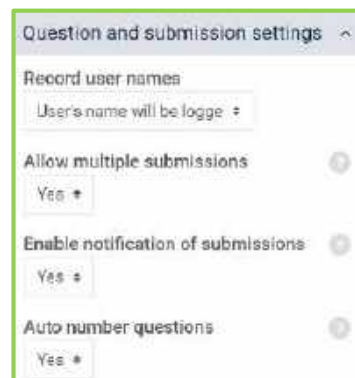 Question and submission settings
Record user names
User's name will be logge
Allow multiple submissions
Yes
Enable notification of submissions
Yes
Auto number questions
Yes